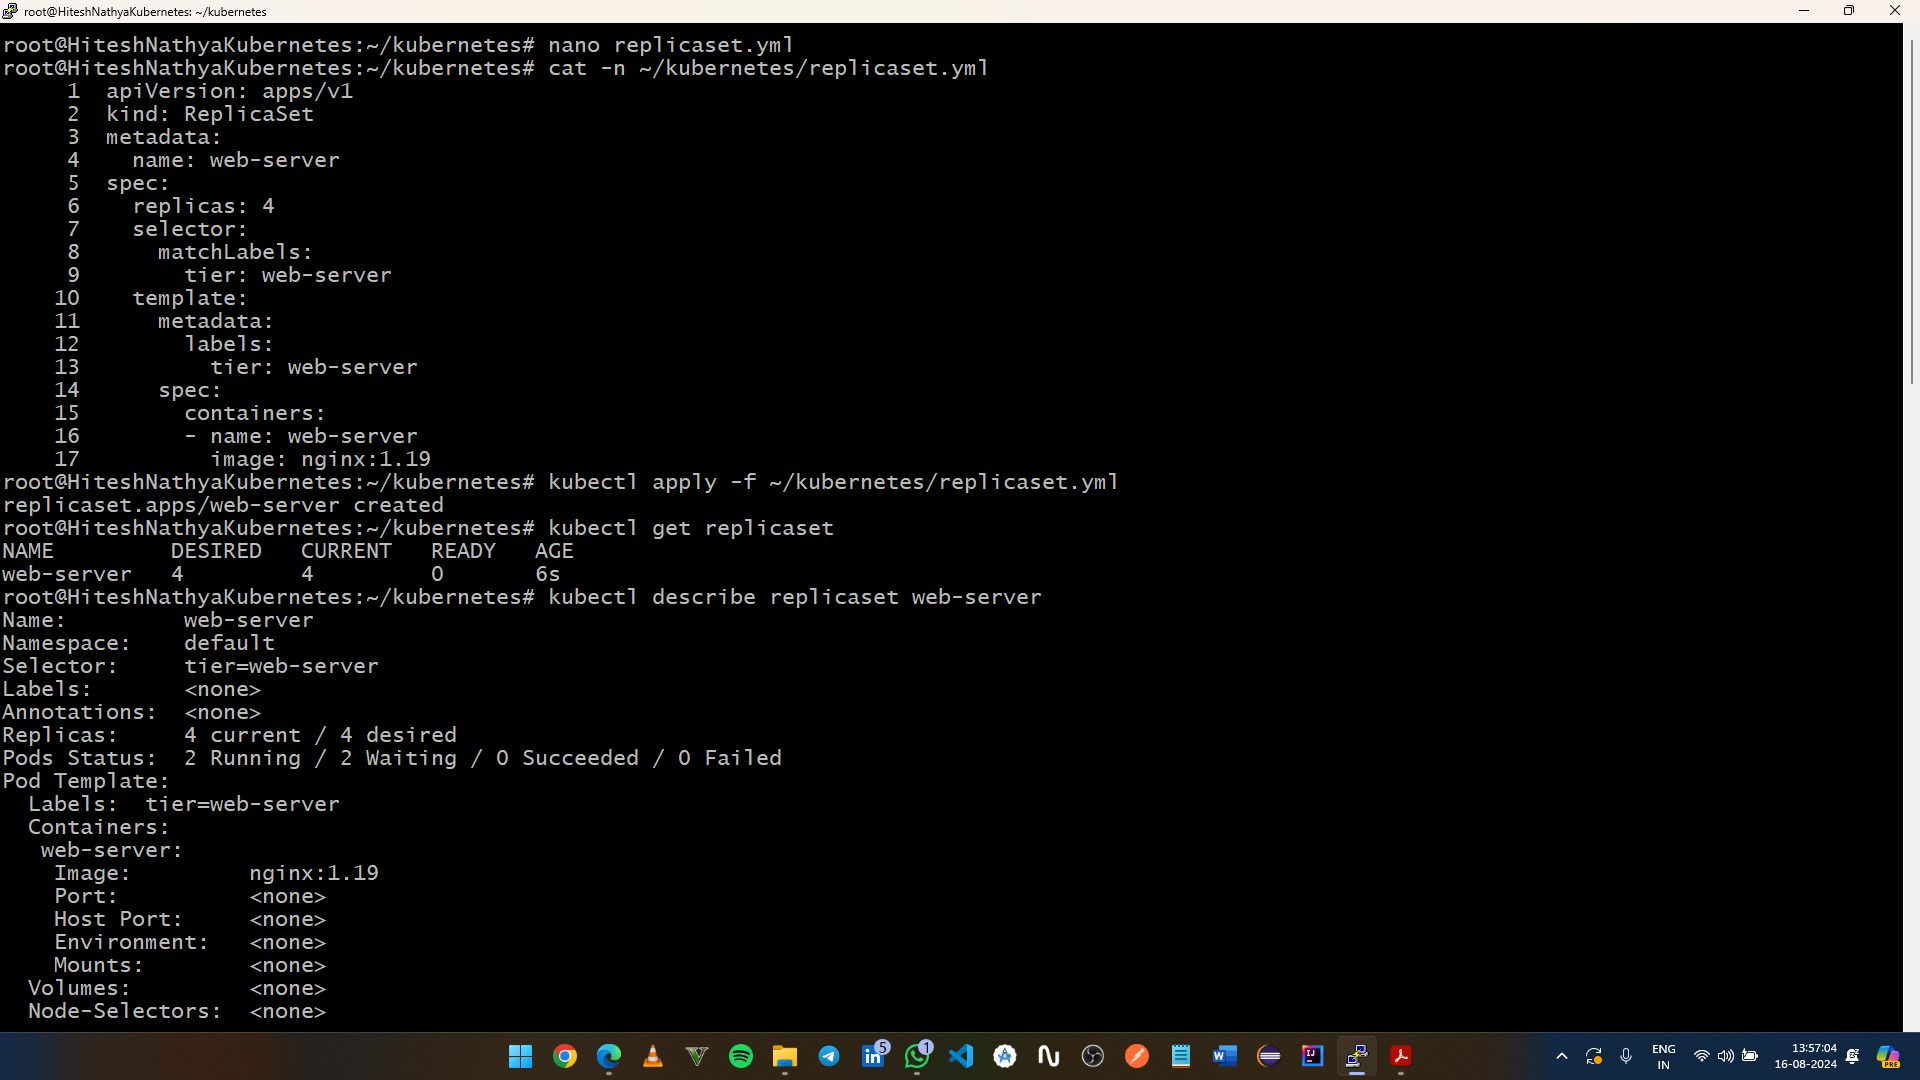 root@HiteshNathyaKubernetes: ~/kubernetes
root@HiteshNathyaKubernetes:~/kubernetes# nano replicaset.yml
root@HiteshNathyaKubernetes:~/kubernetes# cat -n ~/kubernetes/replicaset.yml
     1  apiVersion: apps/v1
     2  kind: ReplicaSet
     3  metadata:
     4    name: web-server
     5  spec:
     6    replicas: 4
     7    selector:
     8      matchLabels:
     9        tier: web-server
    10    template:
    11      metadata:
    12        labels:
    13          tier: web-server
    14      spec:
    15        containers:
    16        - name: web-server
    17          image: nginx:1.19
root@HiteshNathyaKubernetes:~/kubernetes# kubectl apply -f ~/kubernetes/replicaset.yml
replicaset.apps/web-server created
root@HiteshNathyaKubernetes:~/kubernetes# kubectl get replicaset
NAME         DESIRED   CURRENT   READY   AGE
web-server   4         4         0       6s
root@HiteshNathyaKubernetes:~/kubernetes# kubectl describe replicaset web-server
Name:         web-server
Namespace:    default
Selector:     tier=web-server
Labels:       <none>
Annotations:  <none>
Replicas:     4 current / 4 desired
Pods Status:  2 Running / 2 Waiting / 0 Succeeded / 0 Failed
Pod Template:
  Labels:  tier=web-server
  Containers:
   web-server:
    Image:         nginx:1.19
    Port:          <none>
    Host Port:     <none>
    Environment:   <none>
    Mounts:        <none>
  Volumes:         <none>
  Node-Selectors:  <none>
5
1
ENG
IN
13:57:04
16-08-2024
PRE